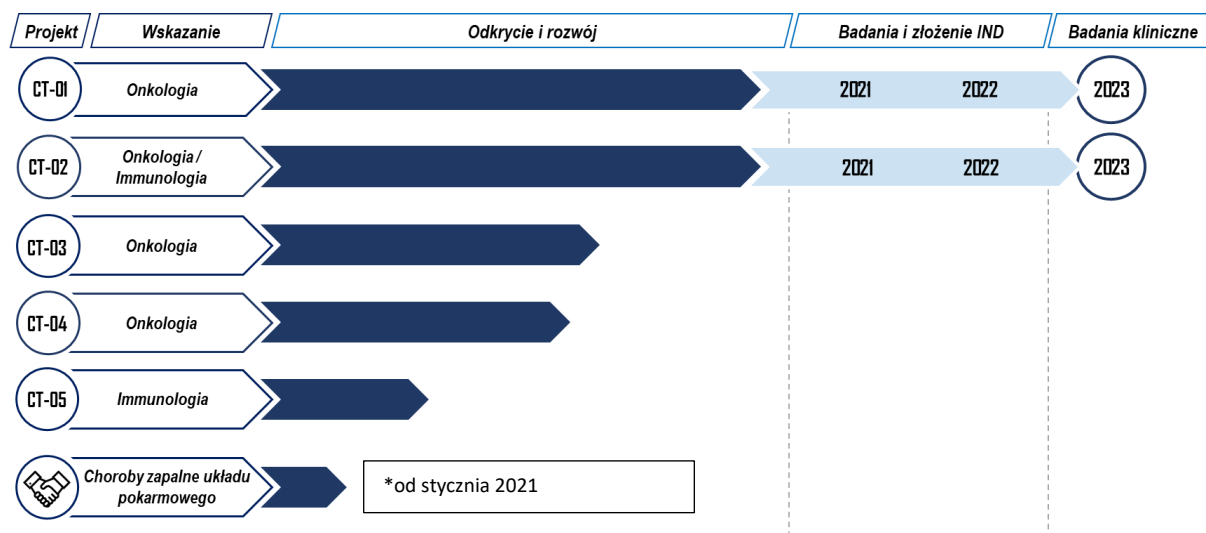 Projekt Wskazanie Odkrycie i rozwój Badania i złożenie IND Badania kliniczne
CT-01 Onkologia 2021 2022 2023
CT-02 Onkologia / Immunologia 2021 2022 2023
CT-03 Onkologia
CT-04 Onkologia
CT-05 Immunologia
Choroby zapalne układu
pokarmowego
*od stycznia 2021